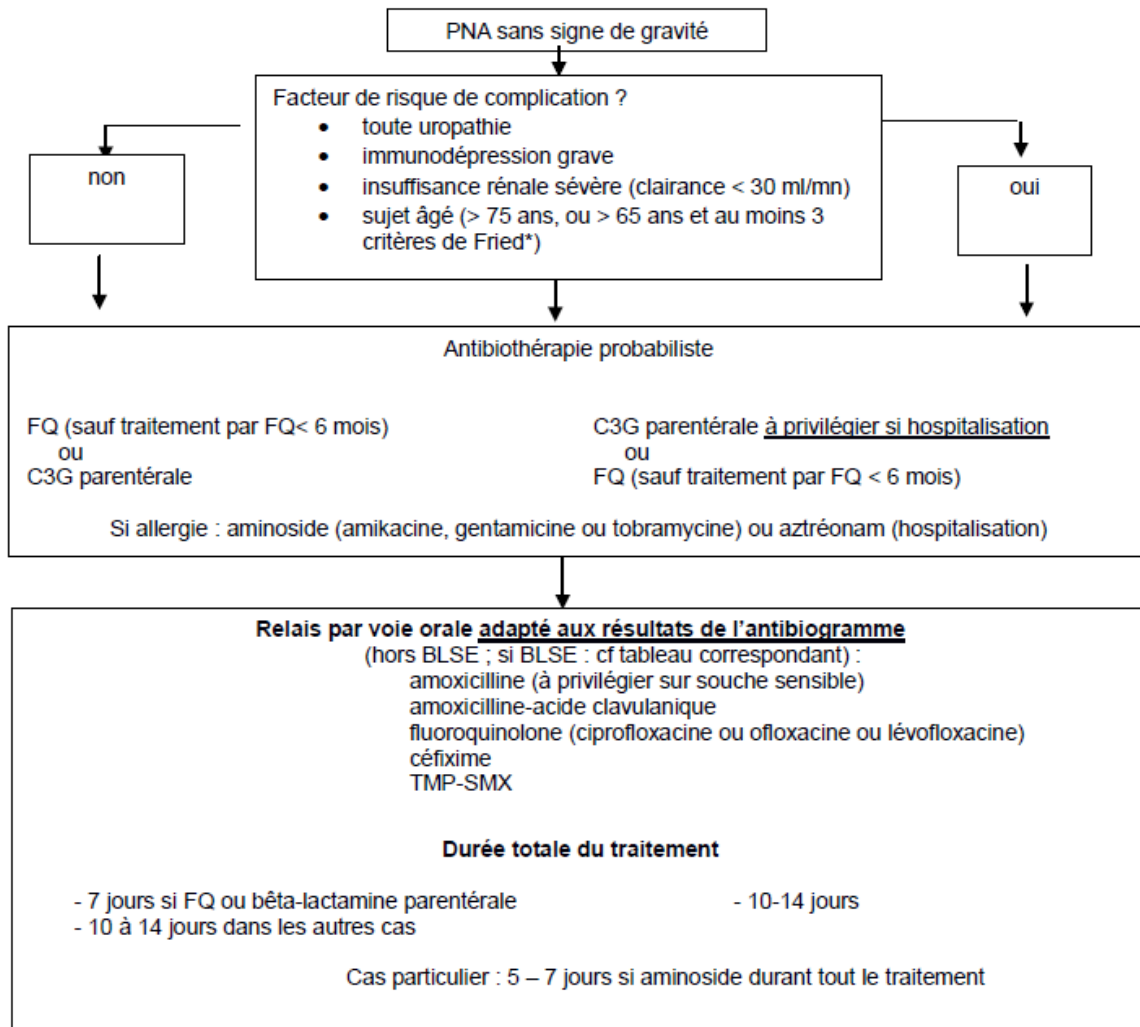 PNA sans signe de gravité
Facteur de risque de complication ?
• toute uropathie
• immunodépression grave
• insuffisance rénale sévère (clairance < 30 ml/mn)
• sujet âgé (> 75 ans, ou > 65 ans et au moins 3
critères de Fried*)
non
oui
Antibiothérapie probabiliste
FQ (sauf traitement par FQ< 6 mois)
ou
C3G parentérale
C3G parentérale à privilégier si hospitalisation
ou
FQ (sauf traitement par FQ < 6 mois)
Si allergie : aminoside (amikacine, gentamicine ou tobramycine) ou aztréonam (hospitalisation)
Relais par voie orale adapté aux résultats de l'antibiogramme
(hors BLSE ; si BLSE : cf tableau correspondant) :
amoxicilline (à privilégier sur souche sensible)
amoxicilline-acide clavulanique
fluoroquinolone (ciprofloxacine ou ofloxacine ou lévofloxacine)
céfixime
TMP-SMX
Durée totale du traitement
- 7 jours si FQ ou bêta-lactamine parentérale
- 10 à 14 jours dans les autres cas
- 10-14 jours
Cas particulier : 5 – 7 jours si aminoside durant tout le traitement